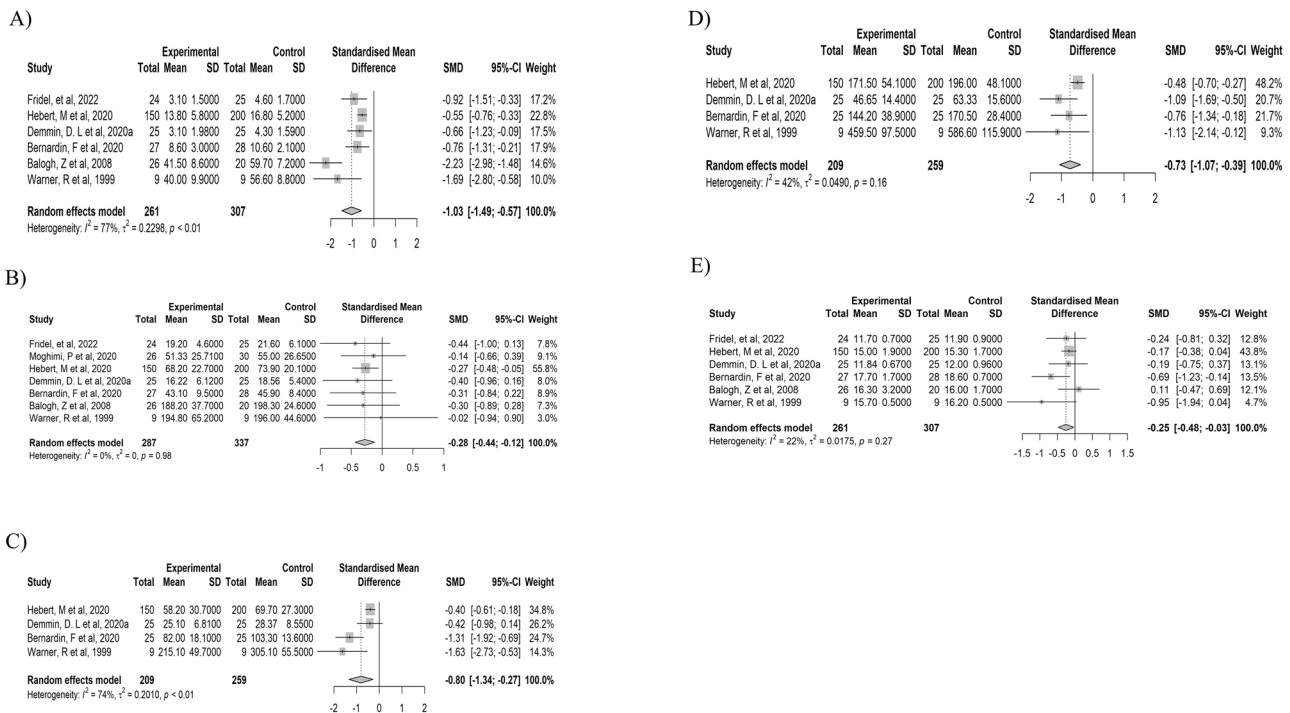 A)
Experimental Control Standardised Mean
Study Total Mean SD Total Mean SD Difference SMD 95%-CI Weight
Fridel, et al, 2022 24 3.10 1.5000 25 4.60 1.7000 -0.92 [-1.51; -0.33] 17.2%
Hebert, M et al, 2020 150 13.80 5.2000 200 16.80 5.2000 -0.55 [-0.76; -0.33] 22.8%
Demmin, D. L et al, 2020a 25 3.10 1.9800 25 4.30 1.5900 -0.66 [-1.23; -0.09] 17.5%
Bernardin, F et al, 2020 27 8.60 3.0000 28 10.60 2.1000 -0.76 [-1.31; -0.21] 17.9%
Balogh, Z et al, 2008 26 41.50 8.6000 20 59.70 7.2000 -2.23 [-2.98; -1.48] 14.6%
Warner, R et al, 1999 9 40.00 9.9000 9 56.60 8.8000 -1.69 [-2.80; -0.58] 10.0%
Random effects model 261 307 -1.03 [-1.49; -0.57] 100.0%
Heterogeneity: I² = 77%, τ² = 0.2298, p < 0.01
-2 -1 0 1 2
B)
Experimental Control Standardised Mean
Study Total Mean SD Total Mean SD Difference SMD 95%-CI Weight
Fridel, et al, 2022 24 19.20 4.6000 25 21.60 6.1000 -0.44 [-1.00; 0.13] 7.8%
Moghimi, P et al, 2020 26 51.33 25.7100 30 55.00 26.6500 -0.14 [-0.66; 0.39] 9.1%
Hebert, M et al, 2020 150 68.20 22.7000 200 73.90 20.1000 -0.27 [-0.48; -0.05] 55.8%
Demmin, D. L et al, 2020a 25 16.22 6.1200 25 18.56 5.4000 -0.40 [-0.96; 0.16] 8.0%
Bernardin, F et al, 2020 27 43.10 9.5000 28 45.90 8.4000 -0.31 [-0.84; 0.22] 8.9%
Balogh, Z et al, 2008 26 188.20 37.7000 20 198.30 24.6000 -0.30 [-0.89; 0.28] 7.3%
Warner, R et al, 1999 9 194.80 65.2000 9 196.00 44.6000 -0.02 [-0.94; 0.90] 3.0%
Random effects model 287 337 -0.28 [-0.44; -0.12] 100.0%
Heterogeneity: I² = 0%, τ² = 0, p = 0.98
-1 -0.5 0 0.5 1
C)
Experimental Control Standardised Mean
Study Total Mean SD Total Mean SD Difference SMD 95%-CI Weight
Hebert, M et al, 2020 150 58.20 30.7000 200 69.70 27.3000 -0.40 [-0.61; -0.18] 34.8%
Demmin, D. L et al, 2020a 25 25.10 6.8100 25 28.37 8.5500 -0.42 [-0.98; 0.14] 26.2%
Bernardin, F et al, 2020 25 82.00 18.1000 25 103.30 13.6000 -1.31 [-1.92; -0.69] 24.7%
Warner, R et al, 1999 9 215.10 49.7000 9 305.10 55.5000 -1.63 [-2.73; -0.53] 14.3%
Random effects model 209 259 -0.80 [-1.34; -0.27] 100.0%
Heterogeneity: I² = 74%, τ² = 0.2010, p < 0.01
-2 -1 0 1 2
D)
Experimental Control Standardised Mean
Study Total Mean SD Total Mean SD Difference SMD 95%-CI Weight
Hebert, M et al, 2020 150 171.50 54.1000 200 196.00 48.1000 -0.48 [-0.70; -0.27] 48.2%
Demmin, D. L et al, 2020a 25 46.65 14.4000 25 63.33 15.6000 -1.09 [-1.69; -0.50] 20.7%
Bernardin, F et al, 2020 25 144.20 38.9000 25 170.50 28.4000 -0.76 [-1.34; -0.18] 21.7%
Warner, R et al, 1999 9 459.50 97.5000 9 586.60 115.9000 -1.13 [-2.14; -0.12] 9.3%
Random effects model 209 259 -0.73 [-1.07; -0.39] 100.0%
Heterogeneity: I² = 42%, τ² = 0.0490, p = 0.16
-2 -1 0 1 2
E)
Experimental Control Standardised Mean
Study Total Mean SD Total Mean SD Difference SMD 95%-CI Weight
Fridel, et al, 2022 24 11.70 0.7000 25 11.90 0.9000 -0.24 [-0.81; 0.32] 12.8%
Hebert, M et al, 2020 150 15.00 1.9000 200 15.30 1.7000 -0.17 [-0.38; 0.04] 43.8%
Demmin, D. L et al, 2020a 25 11.84 0.6700 25 12.00 0.9600 -0.19 [-0.75; 0.37] 13.1%
Bernardin, F et al, 2020 27 17.70 1.7000 28 18.60 0.7000 -0.69 [-1.23; -0.14] 13.5%
Balogh, Z et al, 2008 26 16.30 3.2000 20 16.00 1.7000 0.11 [-0.47; 0.69] 12.2%
Warner, R et al, 1999 9 15.70 0.5000 9 16.20 0.5000 -0.95 [-1.94; 0.04] 4.7%
Random effects model 261 307 -0.25 [-0.48; -0.03] 100.0%
Heterogeneity: I² = 22%, τ² = 0.0175, p = 0.27
-1.5 -1 -0.5 0 0.5 1 1.5